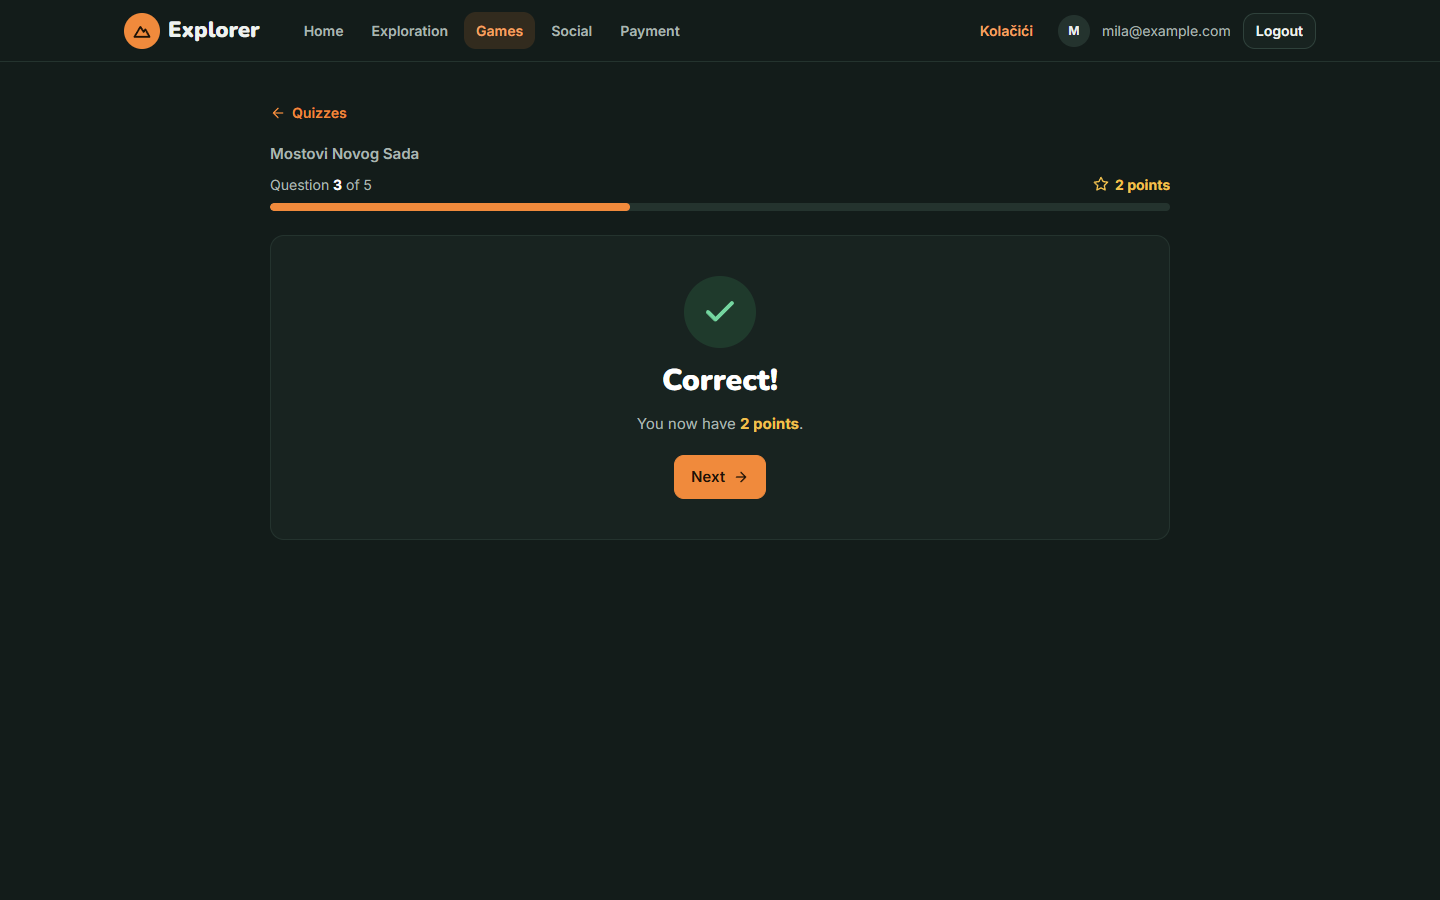 Explorer
Home
Exploration
Games
Social
Payment
Kolačići
M
mila@example.com
Logout
Quizzes
Mostovi Novog Sada
Question 3 of 5
2 points
Correct!
You now have 2 points.
Next